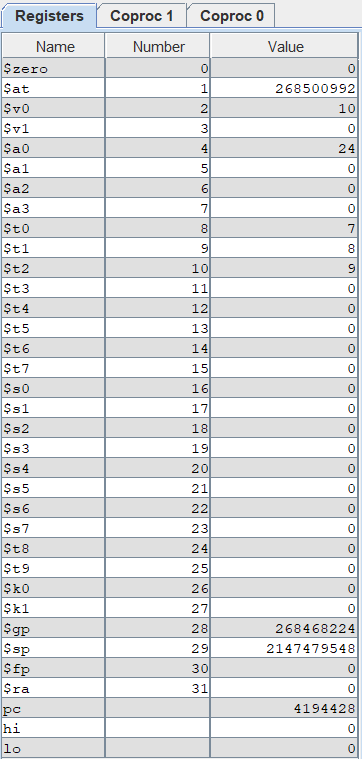 Registers Coproc 1 Coproc 0
Name Number Value
$zero 0 0
$at 1 268500992
$v0 2 10
$v1 3 0
$a0 4 24
$a1 5 0
$a2 6 0
$a3 7 0
$t0 8 7
$t1 9 8
$t2 10 9
$t3 11 0
$t4 12 0
$t5 13 0
$t6 14 0
$t7 15 0
$s0 16 0
$s1 17 0
$s2 18 0
$s3 19 0
$s4 20 0
$s5 21 0
$s6 22 0
$s7 23 0
$t8 24 0
$t9 25 0
$k0 26 0
$k1 27 0
$gp 28 268468224
$sp 29 2147479548
$fp 30 0
$ra 31 0
pc 4194428
hi 0
lo 0